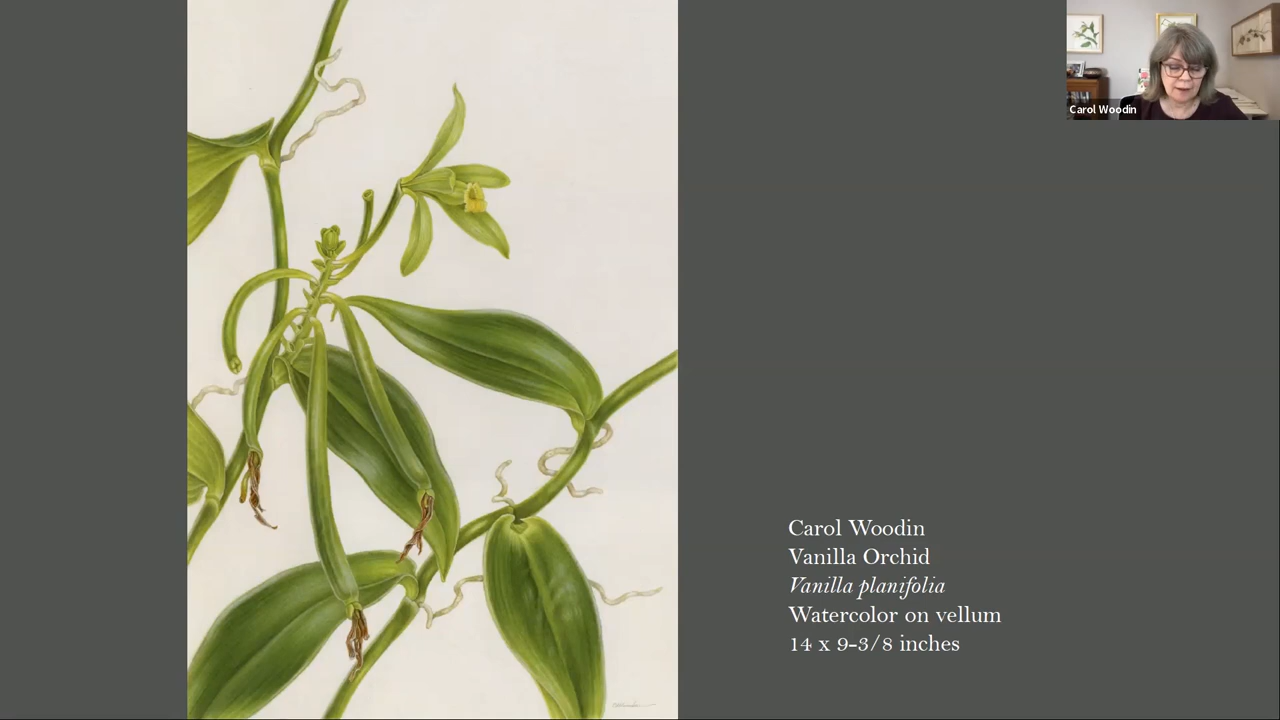 Carol Woodin
Carol Woodin
Vanilla Orchid
Vanilla planifolia
Watercolor on vellum
14 x 9-3/8 inches